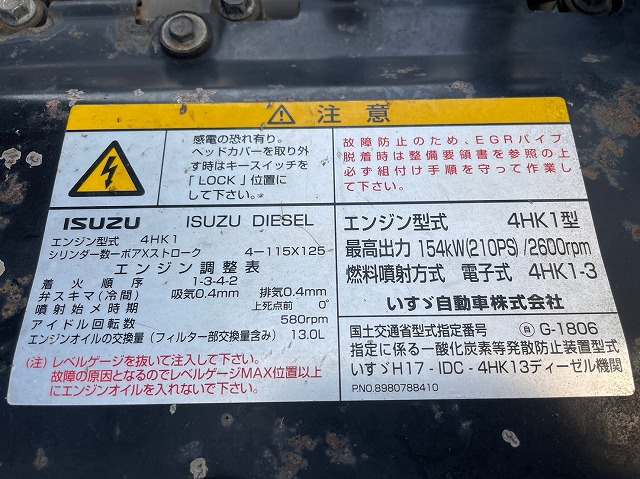 注意
感電の恐れ有り。
ヘッドカバーを取り外
す時はキースイッチを
「LOCK」位置に
して下さい。
故障防止のため、EGRパイプ
脱着時は整備要領書を参照の上
必ず組付け手順を守って作業し
て下さい。
ISUZU ISUZU DIESEL
エンジン型式 4HK1
シリンダ数ーボアXストローク 4ー115X125
エンジン調整表
着火順序 1-3-4-2
弁スキマ(冷間) 吸気0.4mm 排気0.4mm
噴射始メ時期 上死点前 0°
アイドル回転数 580rpm
エンジンオイルの交換量(フィルター部交換量含み) 13.0L
(注)レベルゲージを抜いて注入して下さい。
故障の原因となるのでレベルゲージMAX位置以上
にエンジンオイルを入れないで下さい。
エンジン型式 4HK1型
最高出力 154kW(210PS)/2600rpm
燃料噴射方式 電子式 4HK1-3
いすゞ自動車株式会社
国土交通省型式指定番号 自 G-1806
指定に係る一酸化炭素等発散防止装置型式
いすゞH17-IDC-4HK13ディーゼル機関
P.NO.8980788410